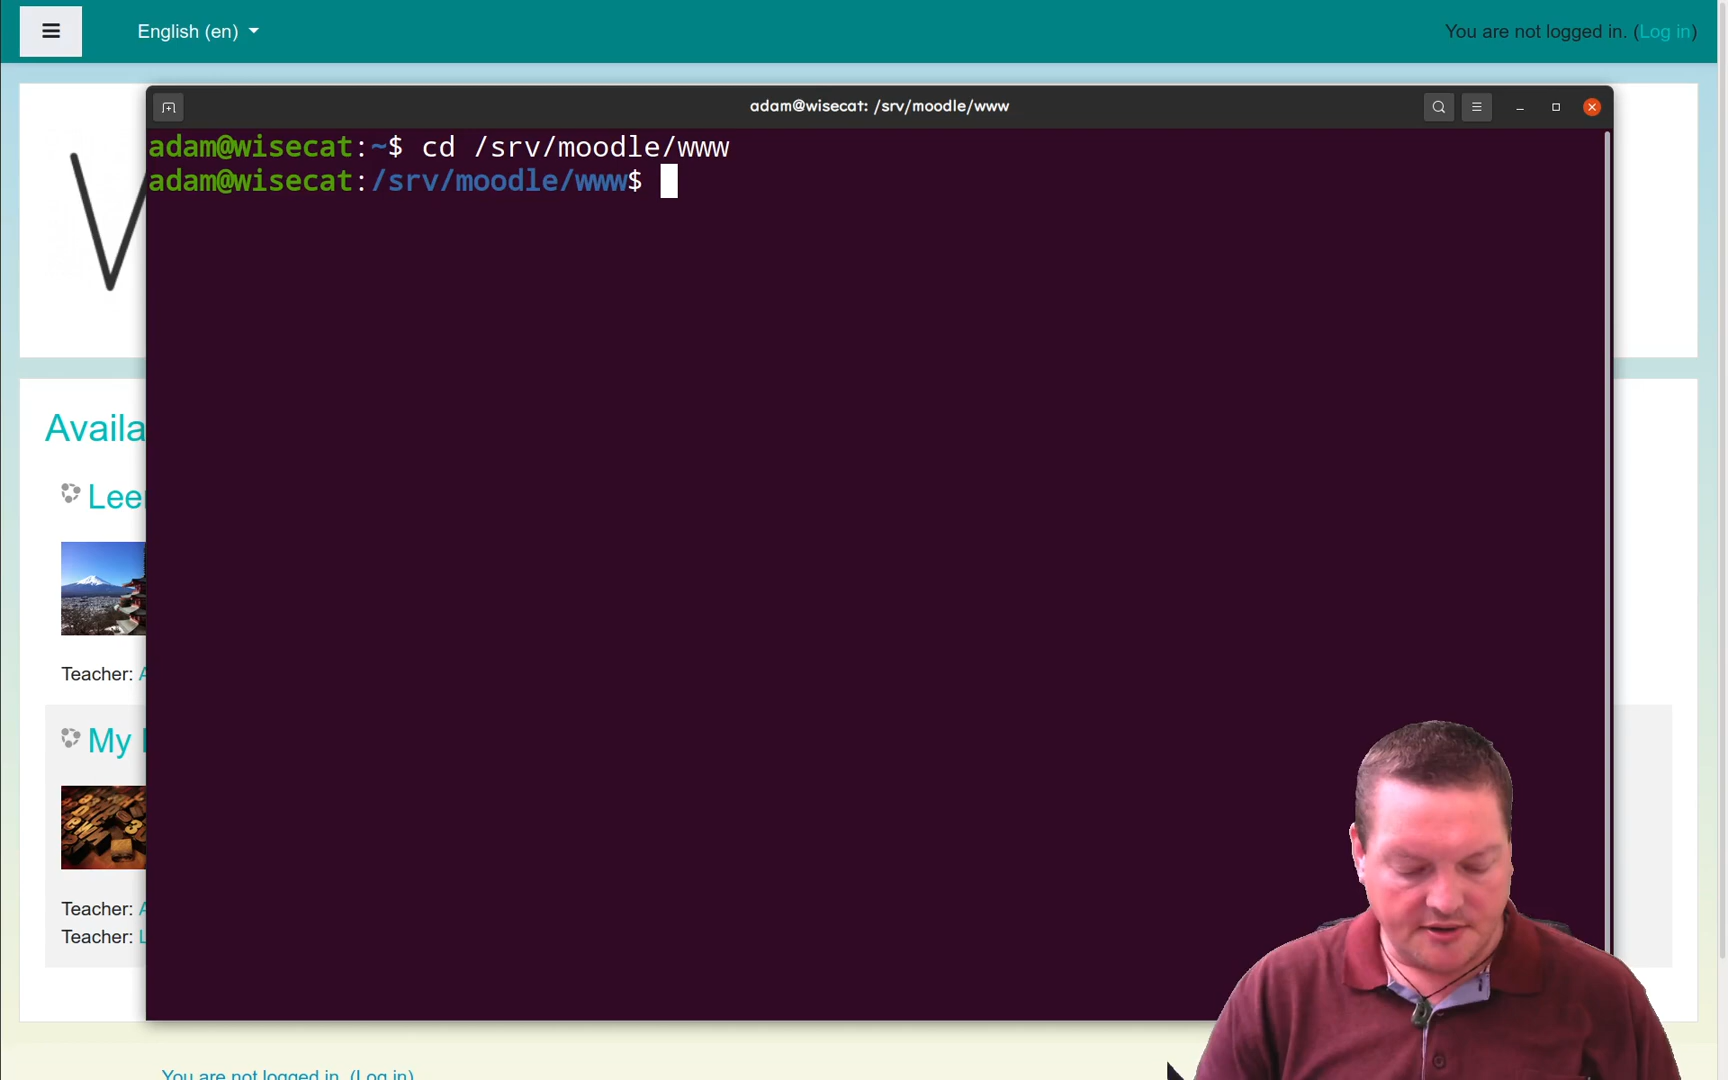 English (en)
You are not logged in. (Log in)
adam@wisecat: /srv/moodle/www
adam@wisecat:~$ cd /srv/moodle/www
adam@wisecat:/srv/moodle/www$
Availa
Leer
Teacher:
My
Teacher:
Teacher:
You are not logged in. (Log in)